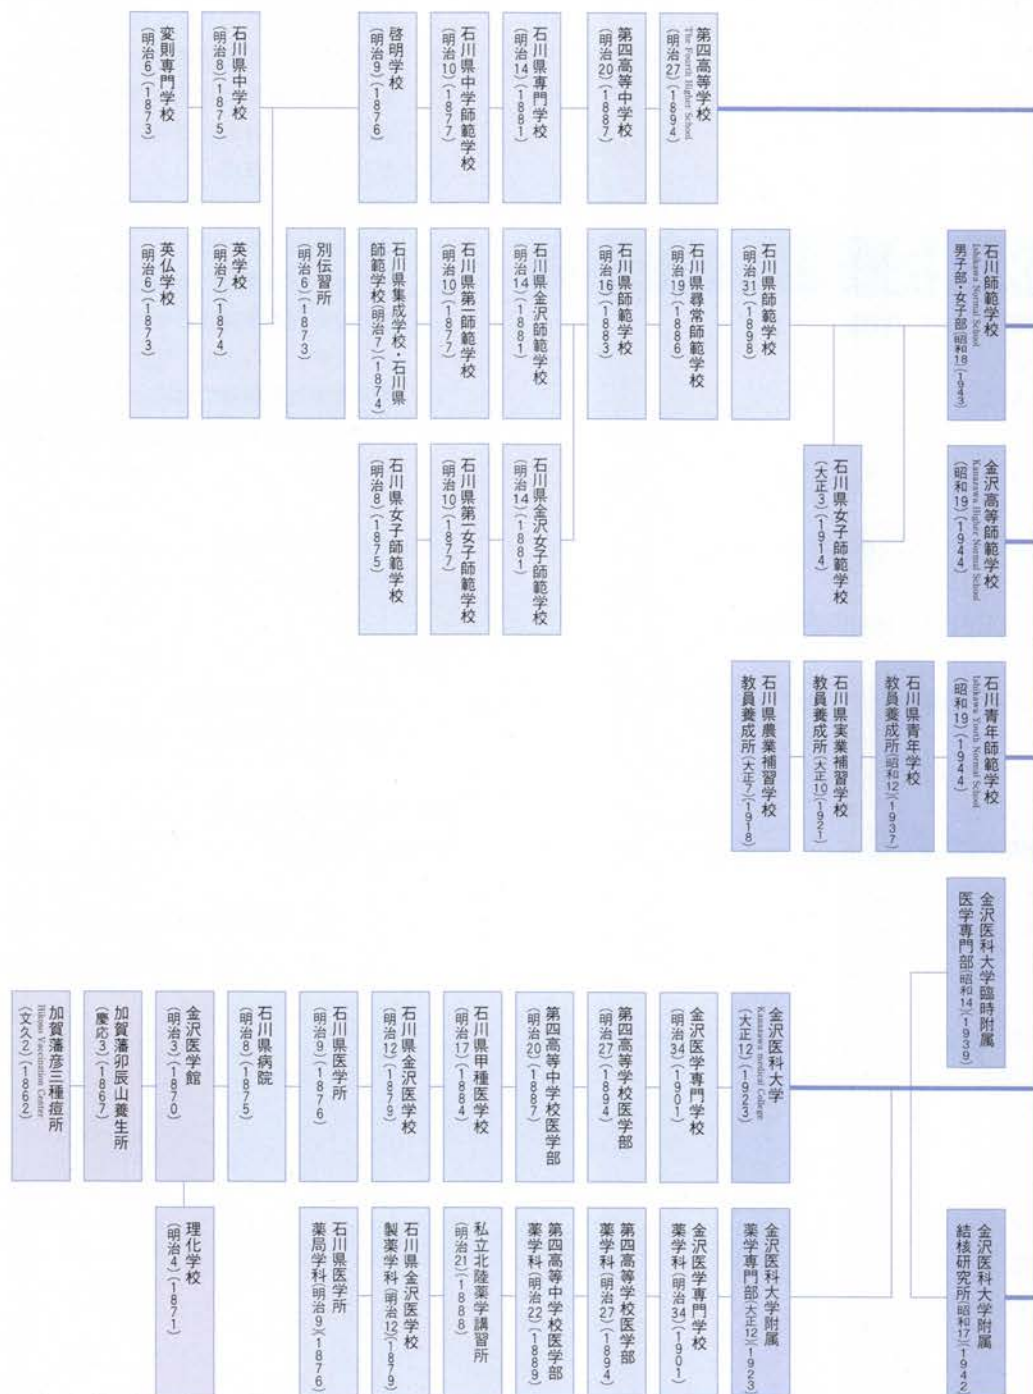 第四高等学校
The Fourth Higher School
(明治27)(1894)
第四高等中学校
(明治20)(1887)
石川県専門学校
(明治14)(1881)
石川県中学師範学校
(明治10)(1877)
啓明学校
(明治9)(1876)
石川県中学校
(明治8)(1875)
変則専門学校
(明治6)(1873)
石川師範学校
Ishikawa Normal School
男子部・女子部(昭和18)(1943)
石川県師範学校
(明治31)(1898)
石川県尋常師範学校
(明治19)(1886)
石川県師範学校
(明治16)(1883)
石川県金沢師範学校
(明治14)(1881)
石川県第一師範学校
(明治10)(1877)
石川県集成学校・石川県
師範学校(明治7)(1874)
別伝習所
(明治6)(1873)
英学校
(明治7)(1874)
英仏学校
(明治6)(1873)
金沢高等師範学校
Kanazawa Higher Normal School
(昭和19)(1944)
石川県女子師範学校
(大正3)(1914)
石川県金沢女子師範学校
(明治14)(1881)
石川県第一女子師範学校
(明治10)(1877)
石川県女子師範学校
(明治8)(1875)
石川青年師範学校
Ishikawa Youth Normal School
(昭和19)(1944)
石川県青年学校
教員養成所(昭和12)(1937)
石川県実業補習学校
教員養成所(大正10)(1921)
石川県農業補習学校
教員養成所(大正7)(1918)
金沢医科大学臨時附属
医学専門部(昭和14)(1939)
金沢医科大学
Kanazawa medical College
(大正12)(1923)
金沢医学専門学校
(明治34)(1901)
第四高等学校医学部
(明治27)(1894)
第四高等中学校医学部
(明治20)(1887)
石川県甲種医学校
(明治17)(1884)
石川県金沢医学校
(明治12)(1879)
石川県医学所
(明治9)(1876)
石川県病院
(明治8)(1875)
金沢医学館
(明治3)(1870)
加賀藩卯辰山養生所
(慶応3)(1867)
加賀藩彦三種痘所
Hikoso Vaccination Center
(文久2)(1862)
金沢医科大学附属
結核研究所(昭和17)(1942)
金沢医科大学附属
薬学専門部(大正12)(1923)
金沢医学専門学校
薬学科(明治34)(1901)
第四高等学校医学部
薬学科(明治27)(1894)
第四高等中学校医学部
薬学科(明治22)(1889)
私立北陸薬学講習所
(明治21)(1888)
石川県金沢医学校
製薬学科(明治12)(1879)
石川県医学所
薬局学科(明治9)(1876)
理化学校
(明治4)(1871)